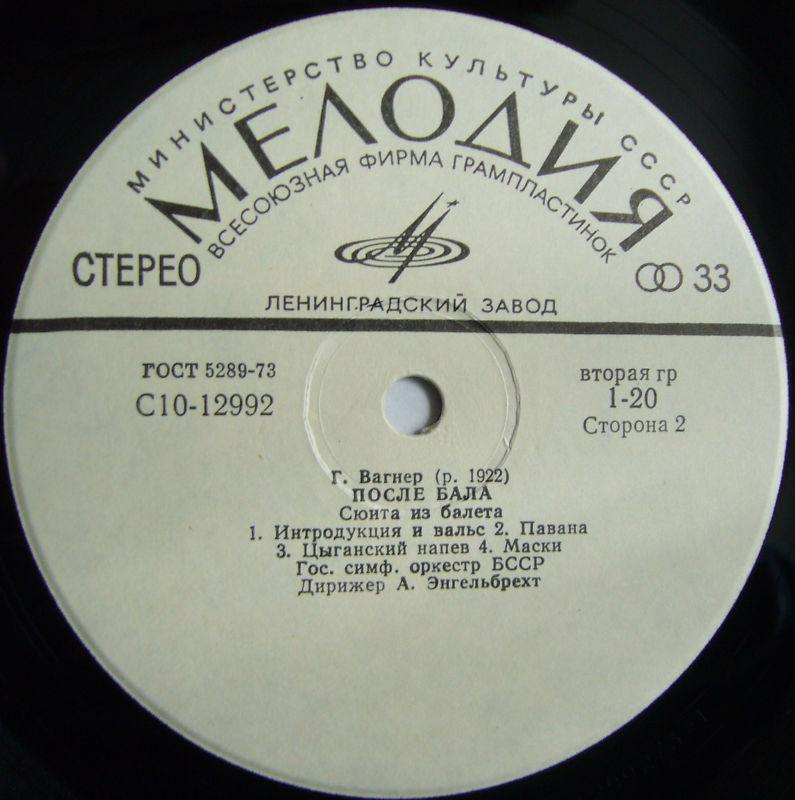 МИНИСТЕРСТВО КУЛЬТУРЫ СССР
МЕЛОДИЯ
ВСЕСОЮЗНАЯ ФИРМА ГРАМПЛАСТИНОК
СТЕРЕО
33
ЛЕНИНГРАДСКИЙ ЗАВОД
ГОСТ 5289-73
С10-12992
вторая гр
1-20
Сторона 2
Г. Вагнер (р. 1922)
ПОСЛЕ БАЛА
Сюита из балета
1. Интродукция и вальс 2. Павана
3. Цыганский напев 4. Маски
Гос. симф. оркестр БССР
Дирижер А. Энгельбрехт